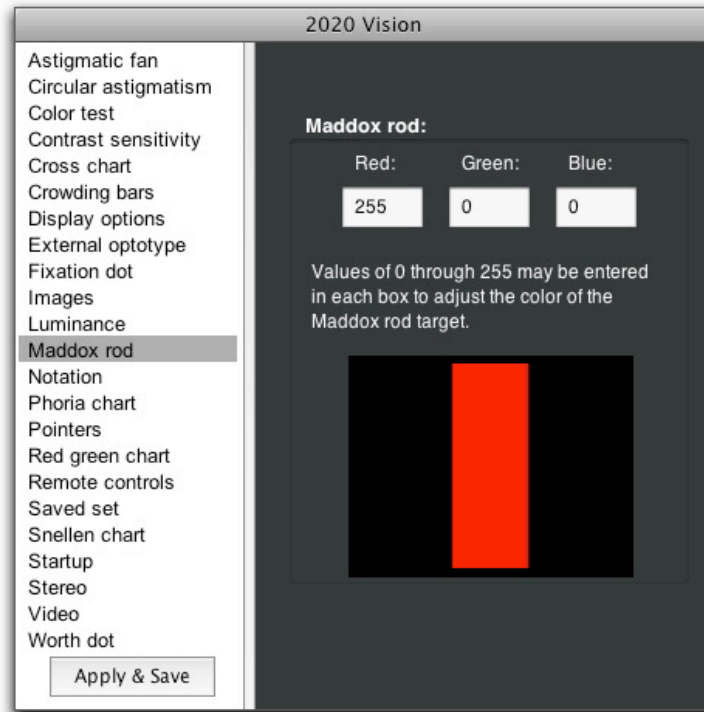 2020 Vision
Astigmatic fan
Circular astigmatism
Color test
Contrast sensitivity
Cross chart
Crowding bars
Display options
External optotype
Fixation dot
Images
Luminance
Maddox rod
Notation
Phoria chart
Pointers
Red green chart
Remote controls
Saved set
Snellen chart
Startup
Stereo
Video
Worth dot
Apply & Save
Maddox rod:
Red: Green: Blue:
255 0 0
Values of 0 through 255 may be entered
in each box to adjust the color of the
Maddox rod target.